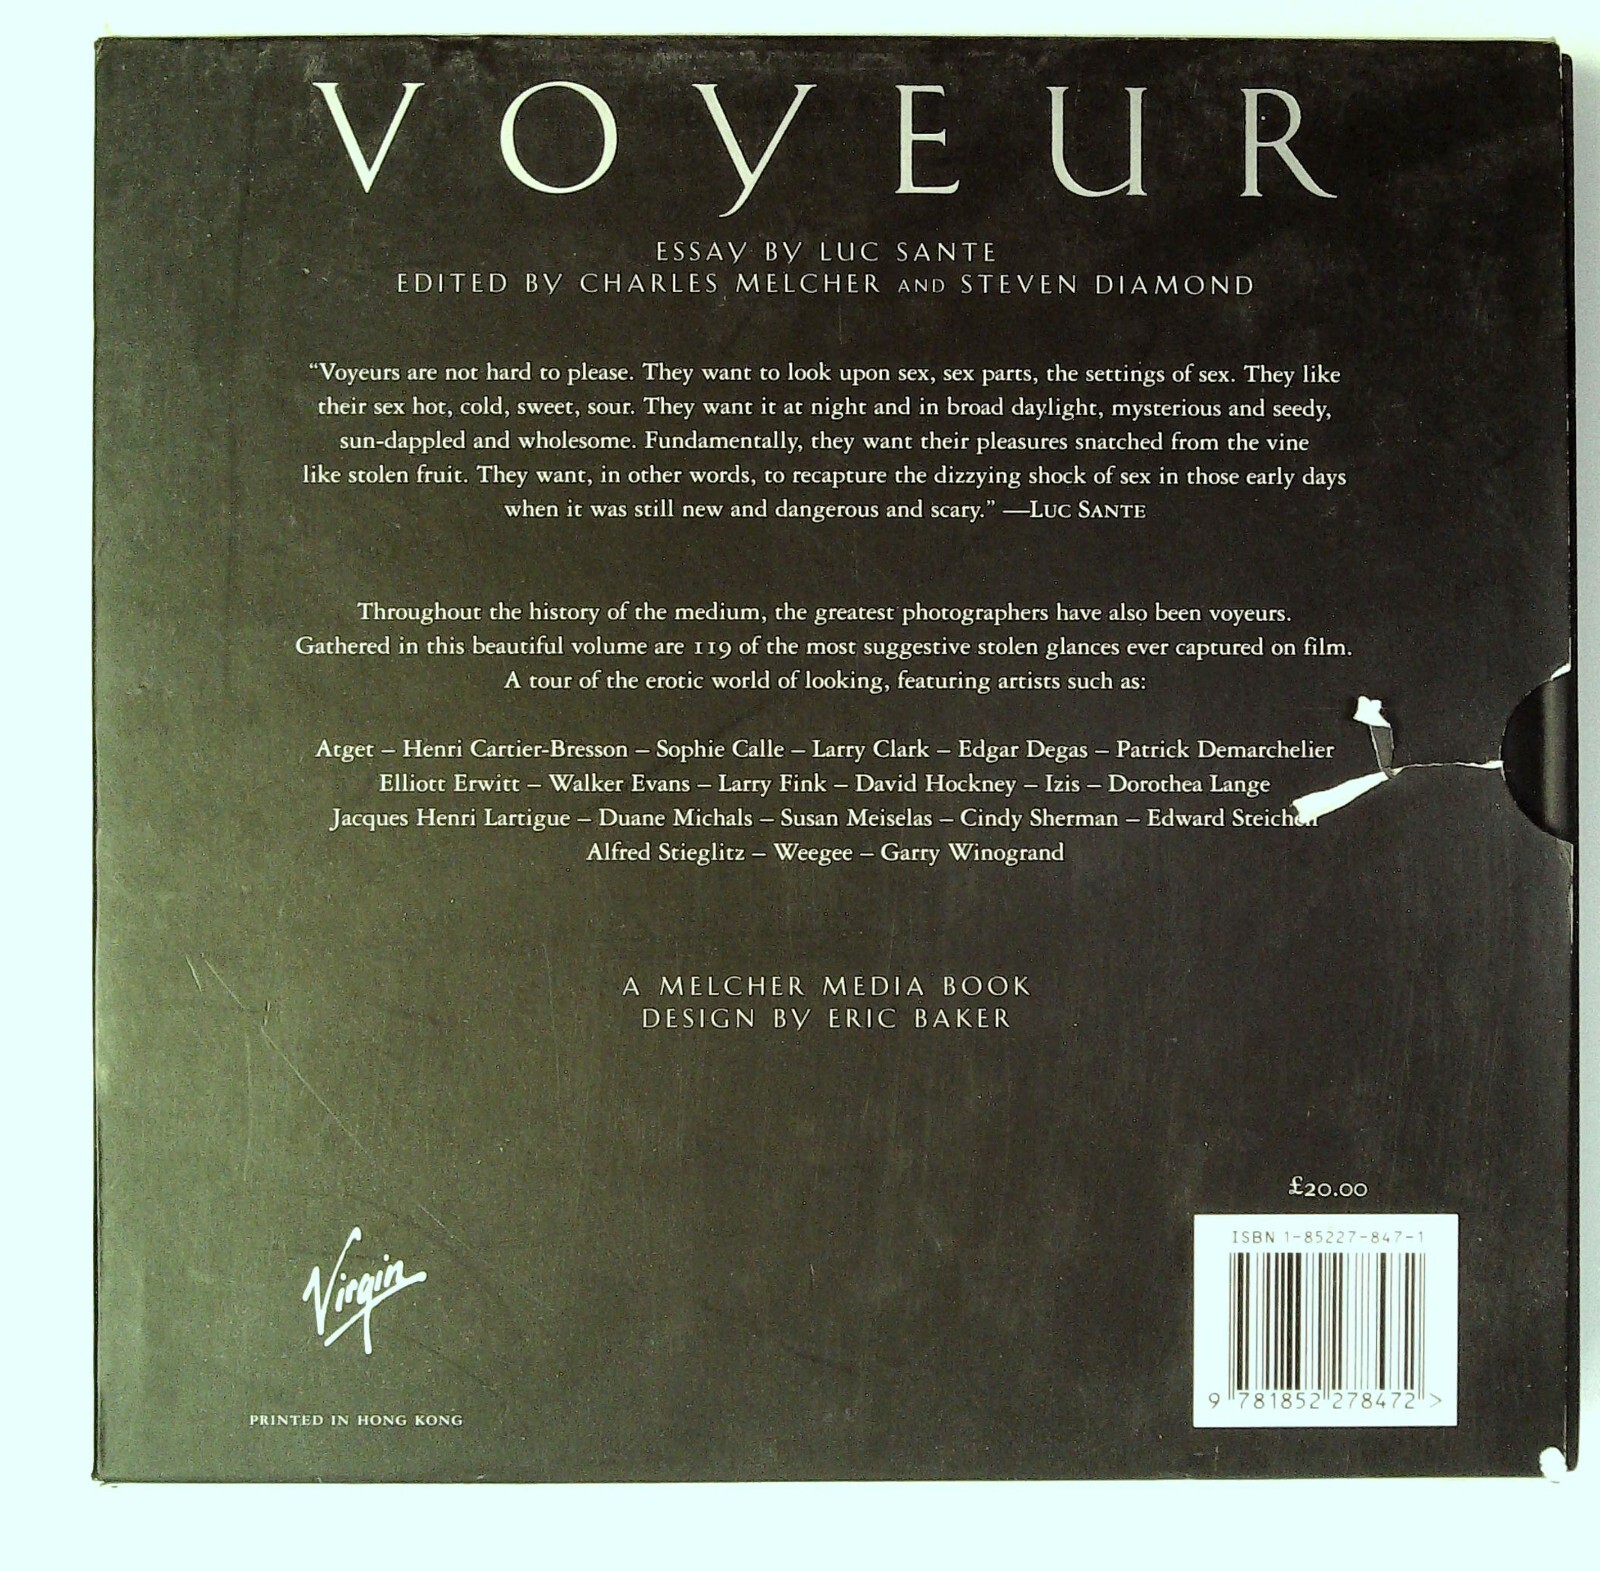 VOYEUR
ESSAY BY LUC SANTE
EDITED BY CHARLES MELCHER AND STEVEN DIAMOND
“Voyeurs are not hard to please. They want to look upon sex, sex parts, the settings of sex. They like
their sex hot, cold, sweet, sour. They want it at night and in broad daylight, mysterious and seedy,
sun-dappled and wholesome. Fundamentally, they want their pleasures snatched from the vine
like stolen fruit. They want, in other words, to recapture the dizzying shock of sex in those early days
when it was still new and dangerous and scary.” —LUC SANTE
Throughout the history of the medium, the greatest photographers have also been voyeurs.
Gathered in this beautiful volume are 119 of the most suggestive stolen glances ever captured on film.
A tour of the erotic world of looking, featuring artists such as:
Atget – Henri Cartier-Bresson – Sophie Calle – Larry Clark – Edgar Degas – Patrick Demarchelier
Elliott Erwitt – Walker Evans – Larry Fink – David Hockney – Izis – Dorothea Lange
Jacques Henri Lartigue – Duane Michals – Susan Meiselas – Cindy Sherman – Edward Steichen
Alfred Stieglitz – Weegee – Garry Winogrand
A MELCHER MEDIA BOOK
DESIGN BY ERIC BAKER
£20.00
ISBN 1-85227-847-1
9 781852 278472 >
Virgin
PRINTED IN HONG KONG